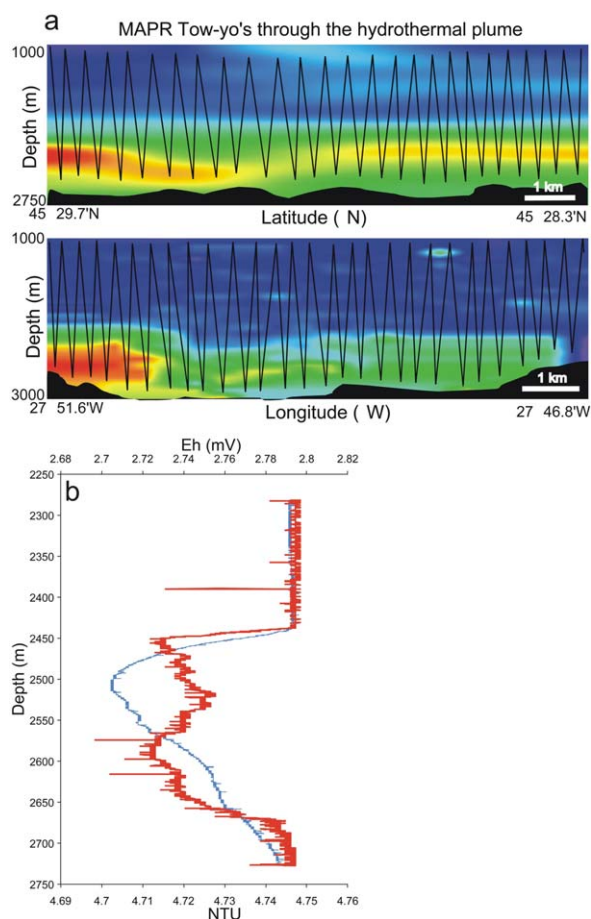 a
MAPR Tow-yo's through the hydrothermal plume
1000
Depth (m)
2750
1 km
45 29.7'N
Latitude ( N)
45 28.3'N
1000
Depth (m)
3000
1 km
27 51.6'W
Longitude ( W)
27 46.8'W
Eh (mV)
2.68 2.7 2.72 2.74 2.76 2.78 2.8 2.82
b
2250
2300
2350
2400
2450
Depth (m)
2500
2550
2600
2650
2700
2750
4.69 4.7 4.71 4.72 4.73 4.74 4.75 4.76
NTU